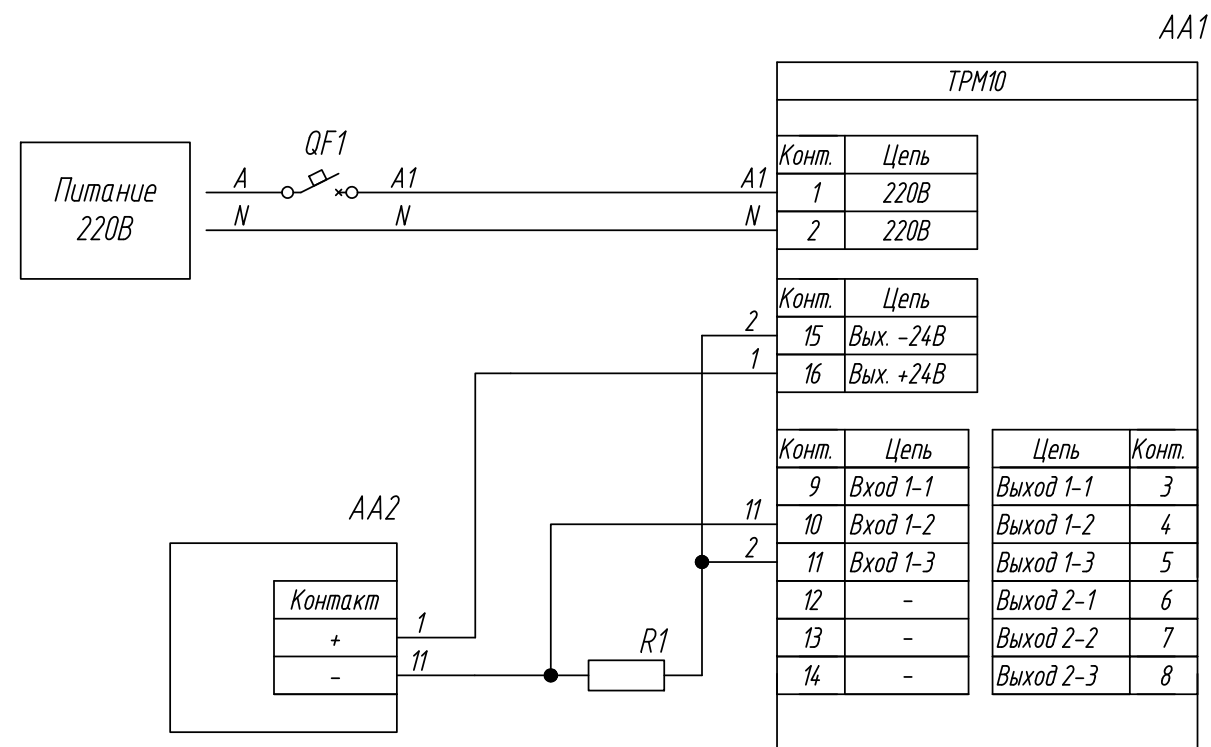 AA1
ТРМ10
Питание
220В
QF1
A
A1
A1
N
N
N
Конт. Цепь
1 220В
2 220В
Конт. Цепь
2 15 Вых. -24В
1 16 Вых. +24В
Конт. Цепь Цепь Конт.
9 Вход 1-1 Выход 1-1 3
11 10 Вход 1-2 Выход 1-2 4
2 11 Вход 1-3 Выход 1-3 5
12 - Выход 2-1 6
13 - Выход 2-2 7
14 - Выход 2-3 8
AA2
Контакт
+ 1
- 11
R1